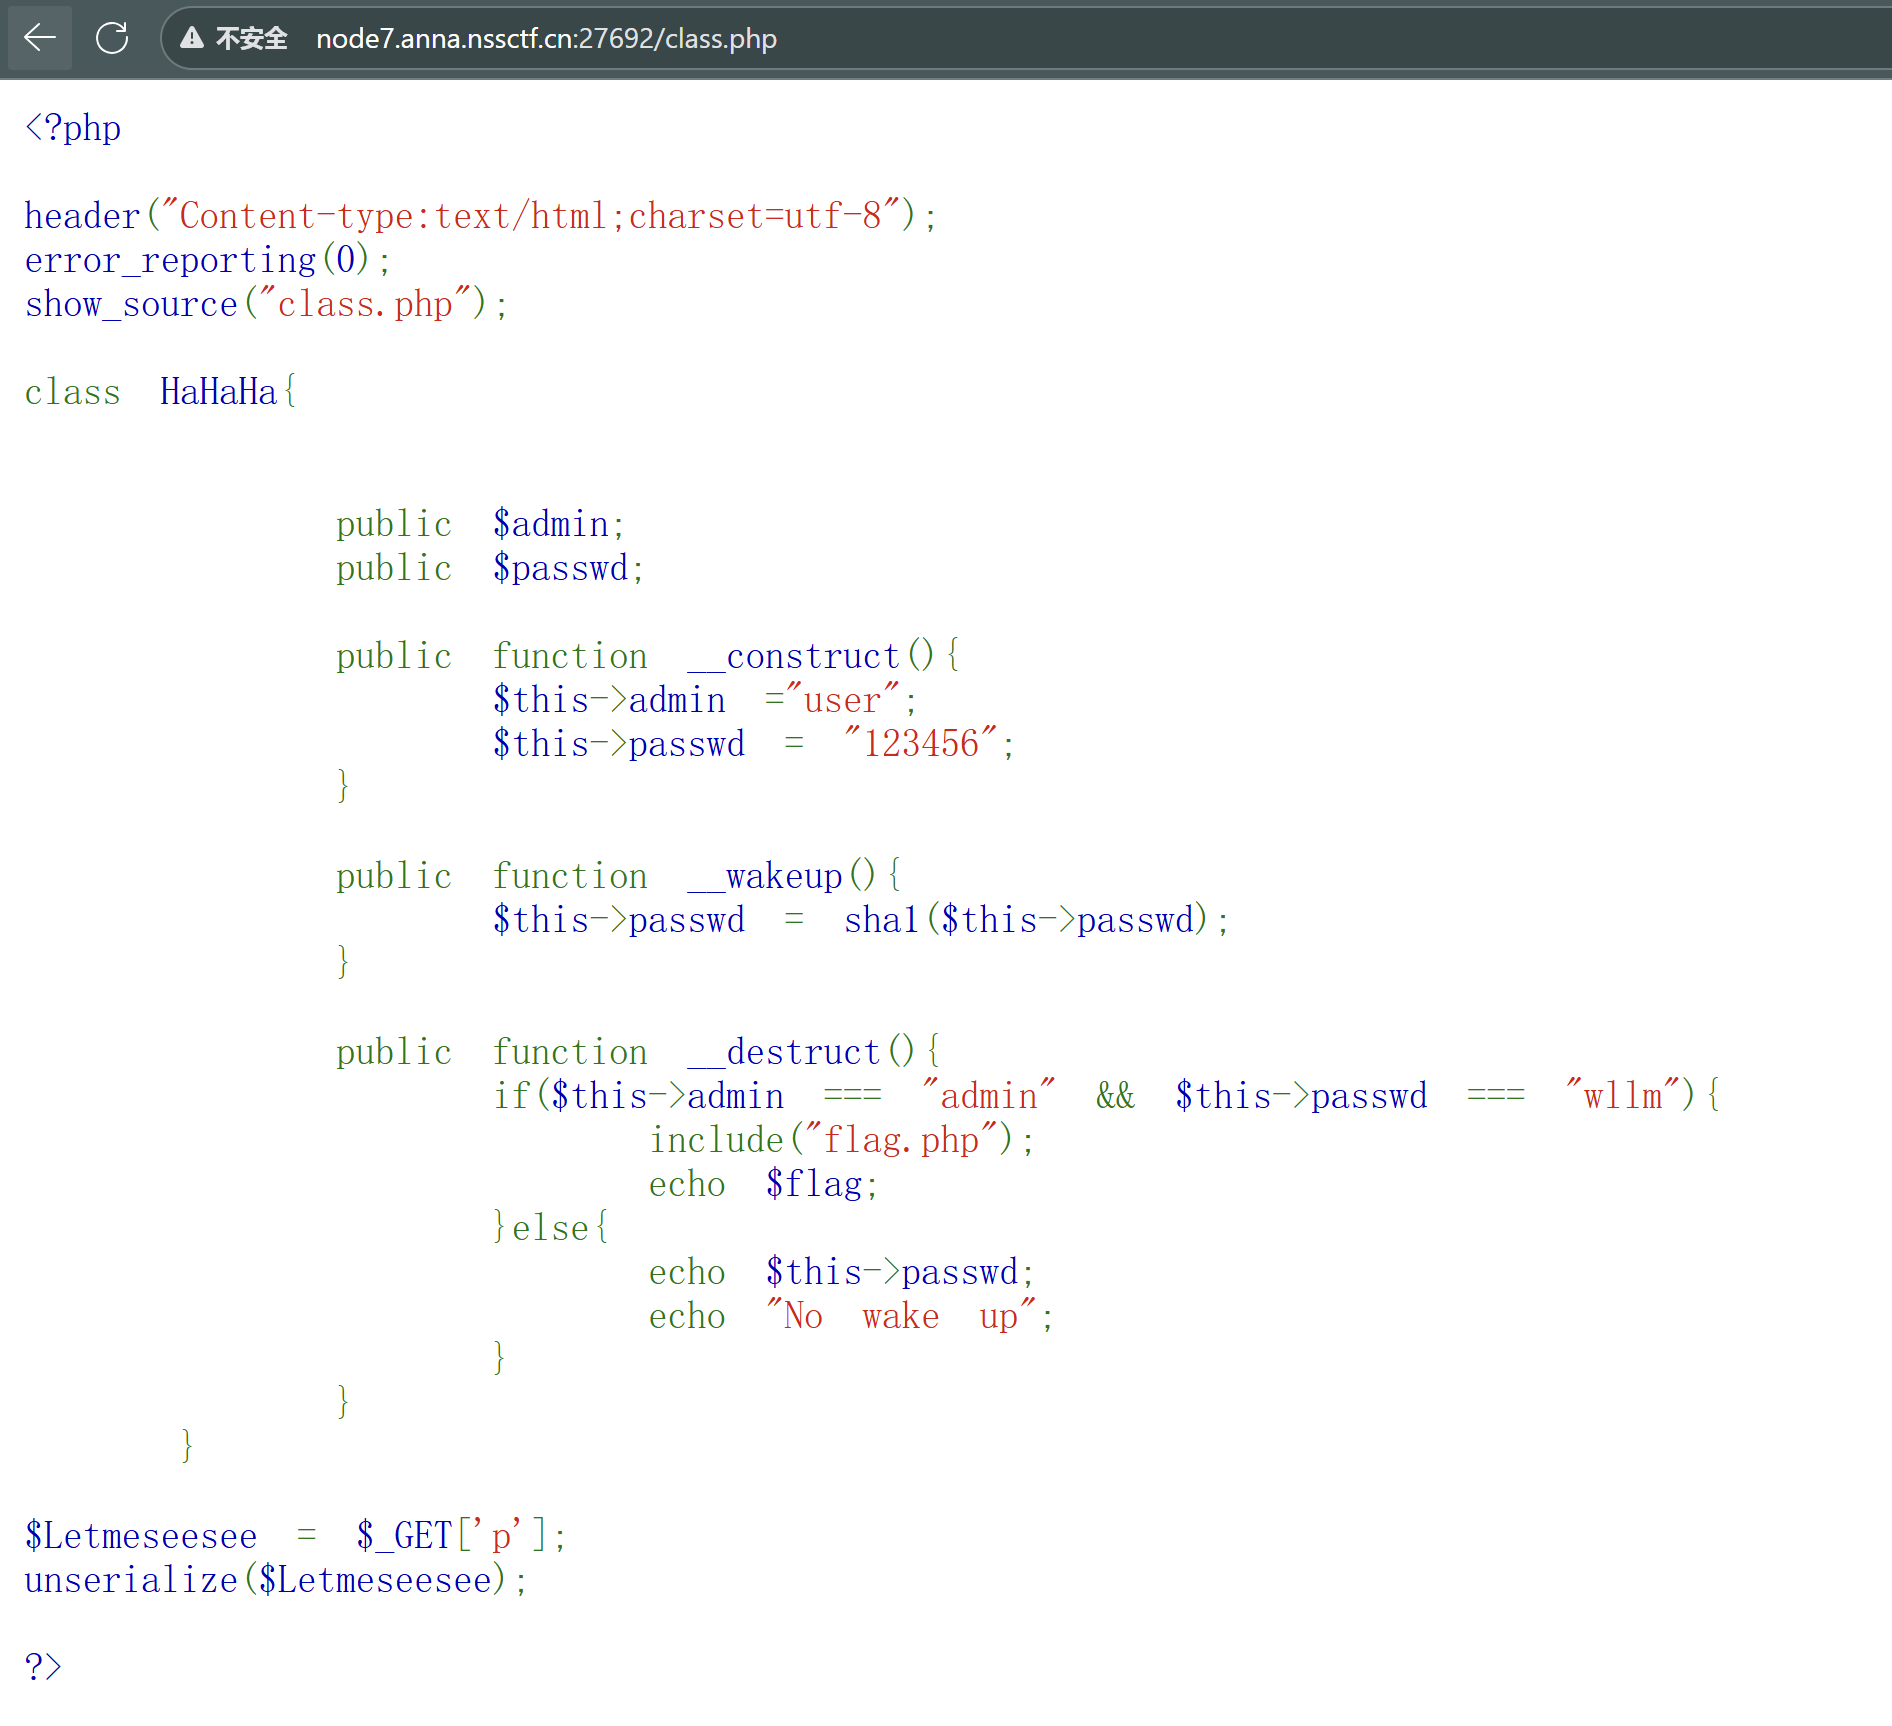 不安全 node7.anna.nssctf.cn:27692/class.php
<?php
header("Content-type:text/html;charset=utf-8");
error_reporting(0);
show_source("class.php");
class HaHaHa{
public $admin;
public $passwd;
public function __construct(){
$this->admin ="user";
$this->passwd = "123456";
}
public function __wakeup(){
$this->passwd = sha1($this->passwd);
}
public function __destruct(){
if($this->admin === "admin" && $this->passwd === "wllm"){
include("flag.php");
echo $flag;
}else{
echo $this->passwd;
echo "No wake up";
}
}
}
$Letmeseesee = $_GET['p'];
unserialize($Letmeseesee);
?>